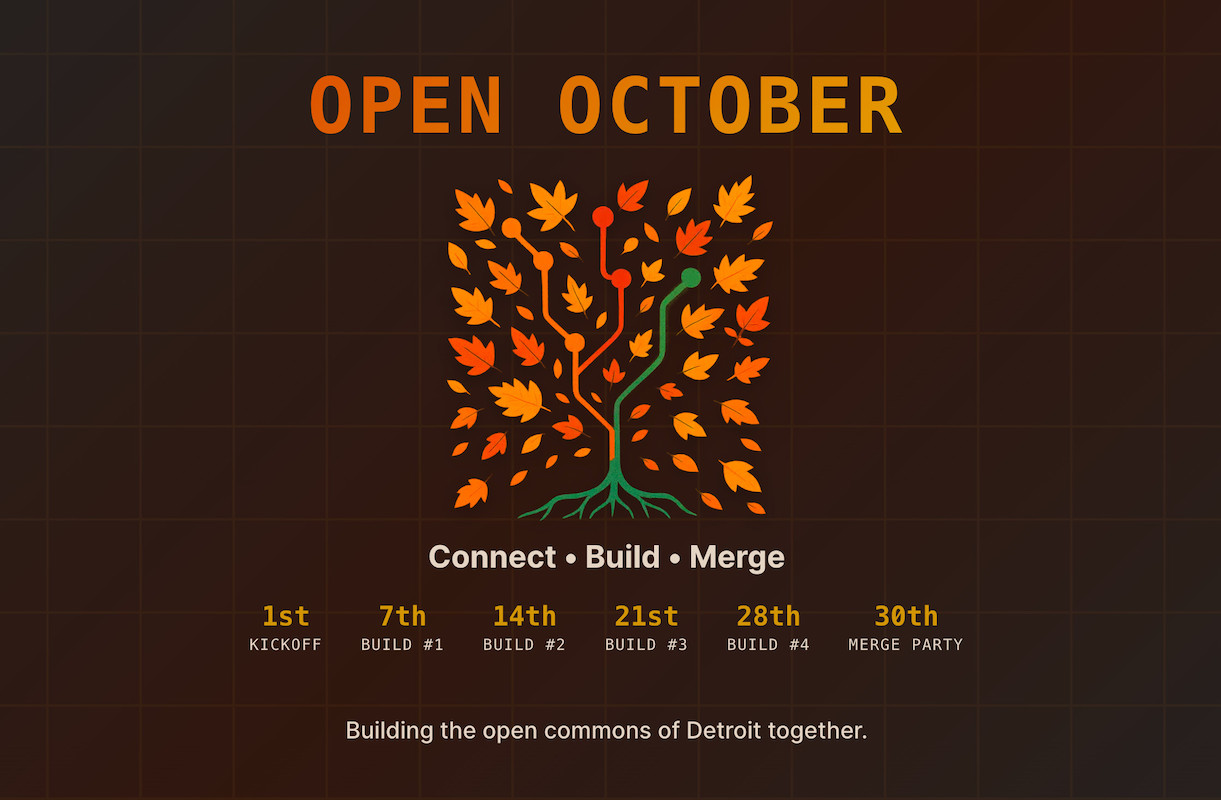 OPEN OCTOBER
Connect • Build • Merge
1st 7th 14th 21st 28th 30th
KICKOFF BUILD #1 BUILD #2 BUILD #3 BUILD #4 MERGE PARTY
Building the open commons of Detroit together.